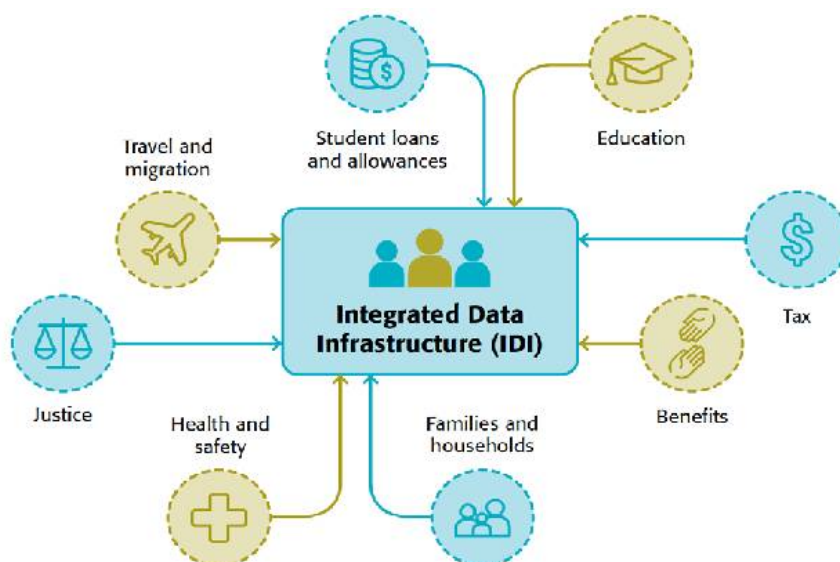 Student loans
and allowances
Education
Travel and
migration
Integrated Data
Infrastructure (IDI)
$
$
Tax
Justice
Benefits
Health and
safety
Families and
households